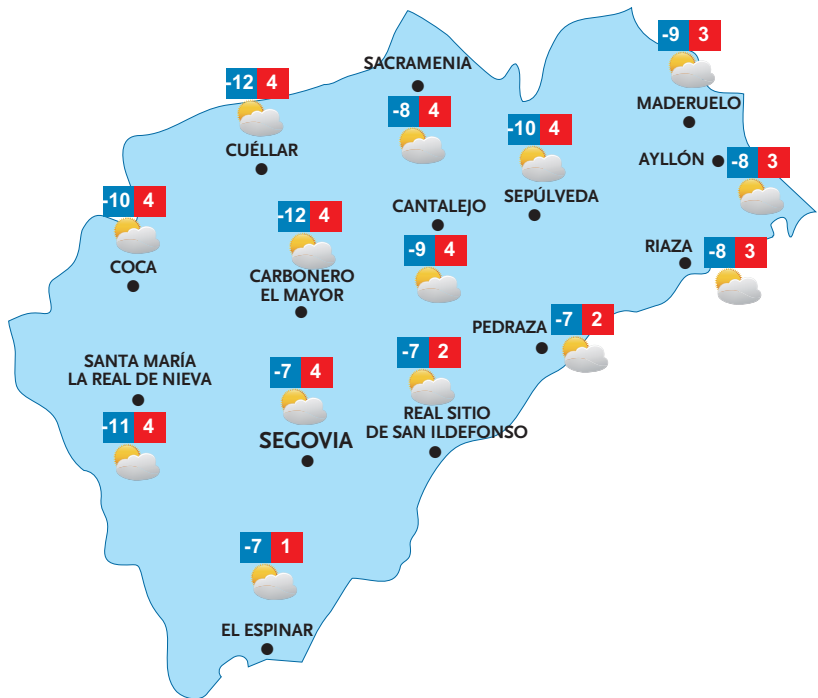 -9 3
MADERUELO
SACRAMENIA
-8 4
-12 4
CUÉLLAR
-10 4
SEPÚLVEDA
AYLLÓN
-8 3
-10 4
COCA
-12 4
CARBONERO
EL MAYOR
CANTALEJO
-9 4
RIAZA
-8 3
PEDRAZA
-7 2
SANTA MARÍA
LA REAL DE NIEVA
-11 4
-7 4
SEGOVIA
-7 2
REAL SITIO
DE SAN ILDEFONSO
-7 1
EL ESPINAR